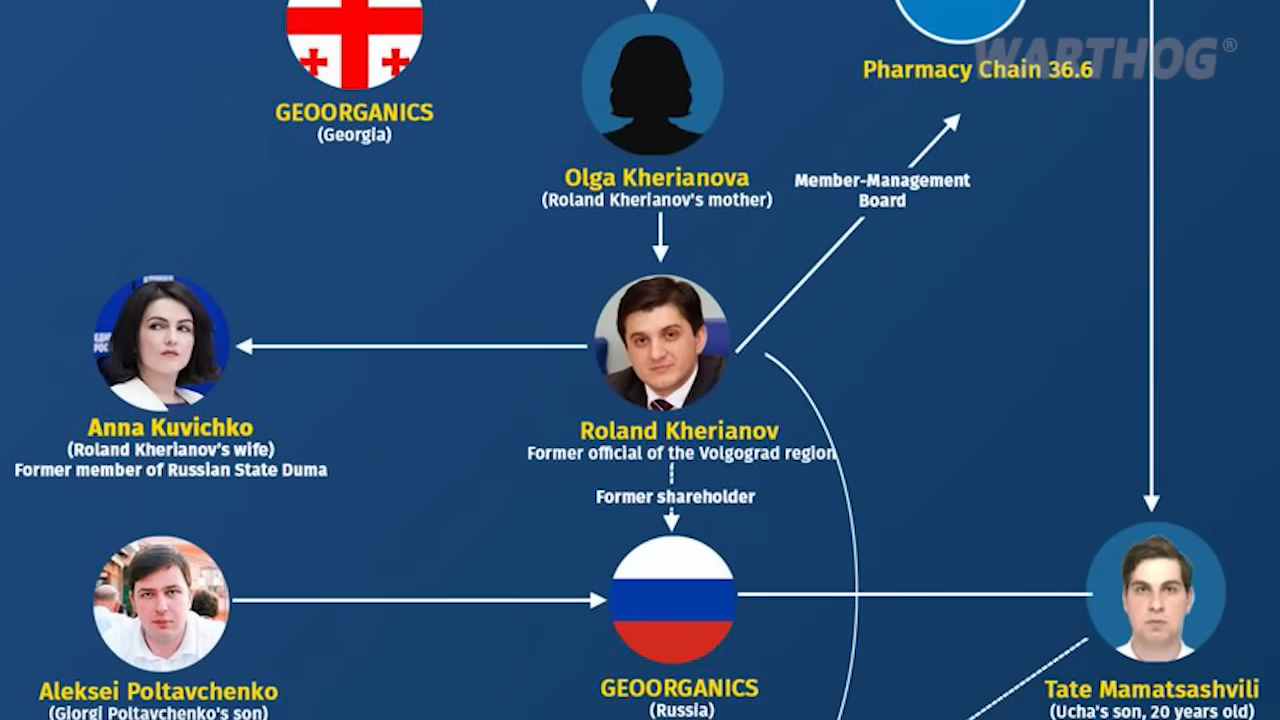 WARTHOG®
Pharmacy Chain 36.6
GEOORGANICS
(Georgia)
Olga Kherianova
(Roland Kherianov's mother)
Member-Management
Board
Anna Kuvichko
(Roland Kherianov's wife)
Former member of Russian State Duma
Roland Kherianov
Former official of the Volgograd region
Former shareholder
Aleksei Poltavchenko
(Giorgi Poltavchenko's son)
GEOORGANICS
(Russia)
Tate Mamatsashvili
(Ucha's son, 20 years old)